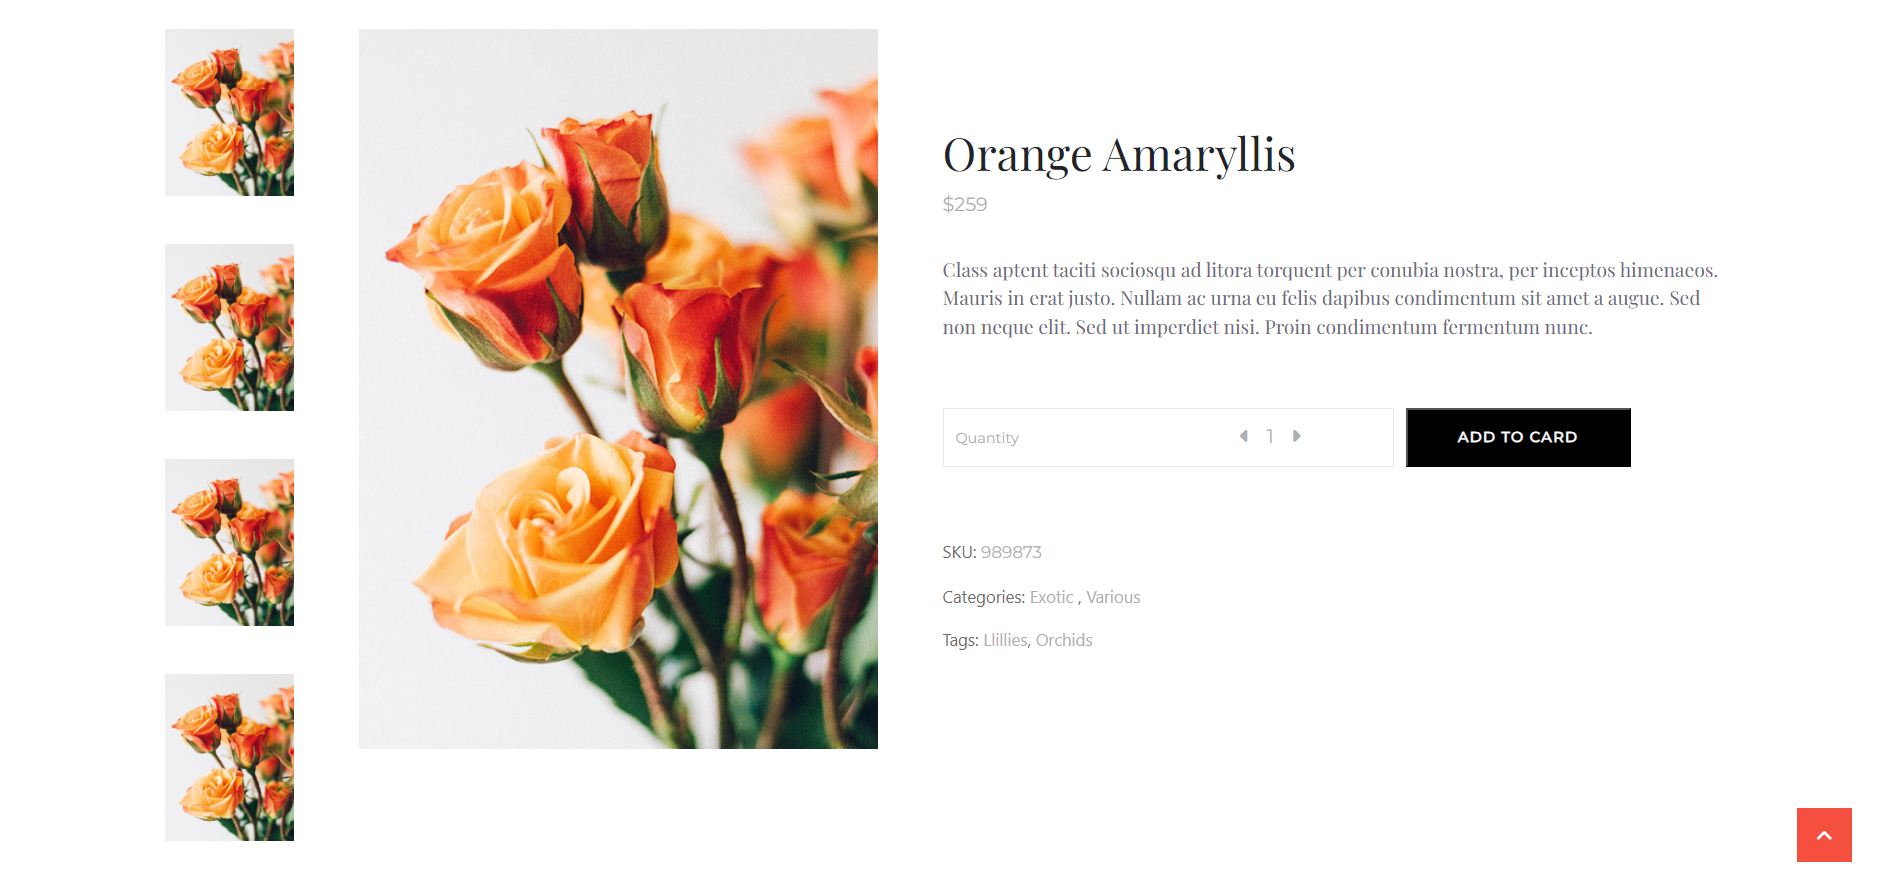 Orange Amaryllis
$259
Class aptent taciti sociosqu ad litora torquent per conubia nostra, per inceptos himenaeos.
Mauris in erat justo. Nullam ac urna eu felis dapibus condimentum sit amet a augue. Sed
non neque elit. Sed ut imperdiet nisi. Proin condimentum fermentum nunc.
Quantity 1 ADD TO CARD
SKU: 989873
Categories: Exotic , Various
Tags: Llillies, Orchids